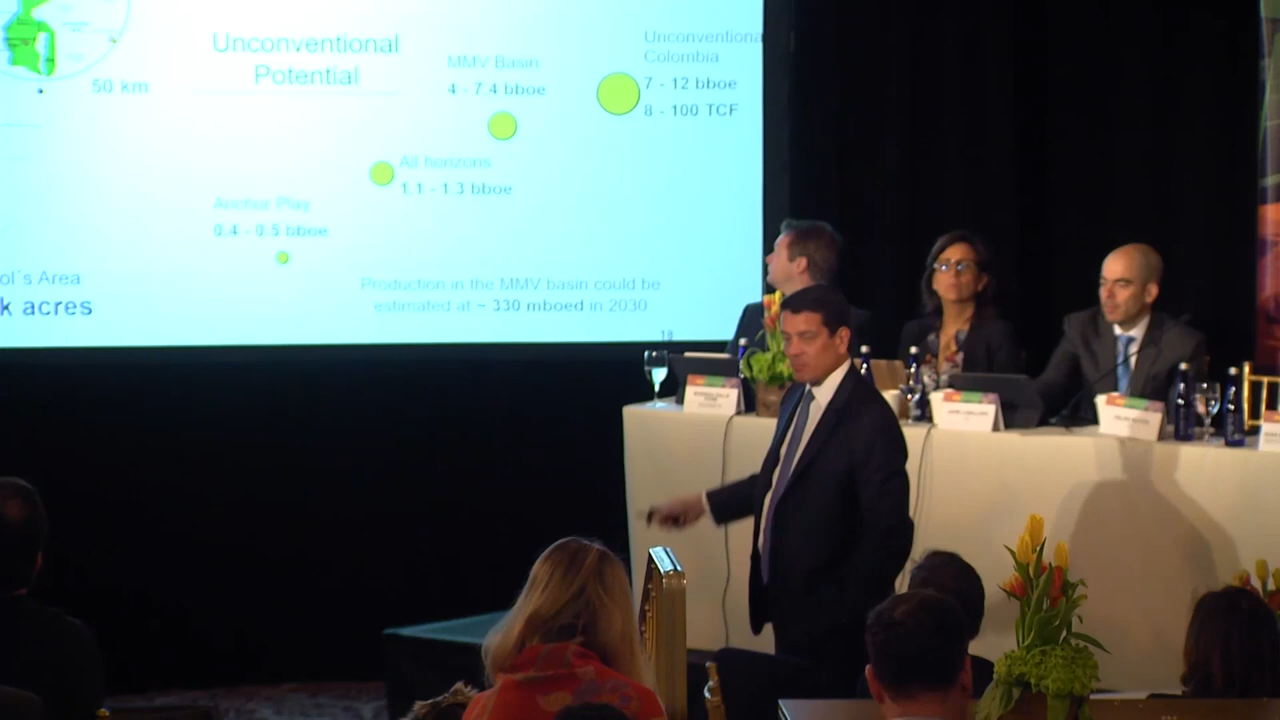 50 km
Unconventional
Potential
MMV Basin
4 - 7.4 bboe
Unconventiona
Colombia
7 - 12 bboe
8 - 100 TCF
All horizons
1.1 - 1.3 bboe
Anchor Play
0.4 - 0.5 bboe
ol´s Area
k acres
Production in the MMV basin could be
estimated at ~ 330 mboed in 2030
18